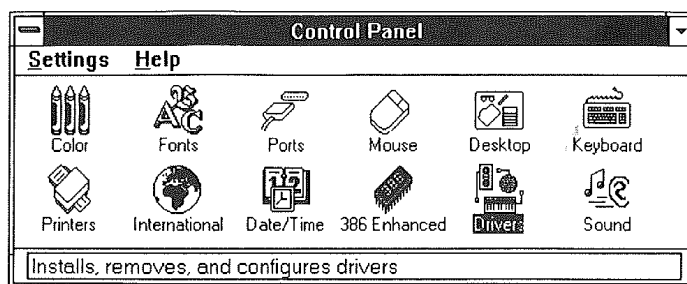 Control Panel
Settings Help
Color Fonts Ports Mouse Desktop Keyboard
Printers International Date/Time 386 Enhanced Drivers Sound
Installs, removes, and configures drivers